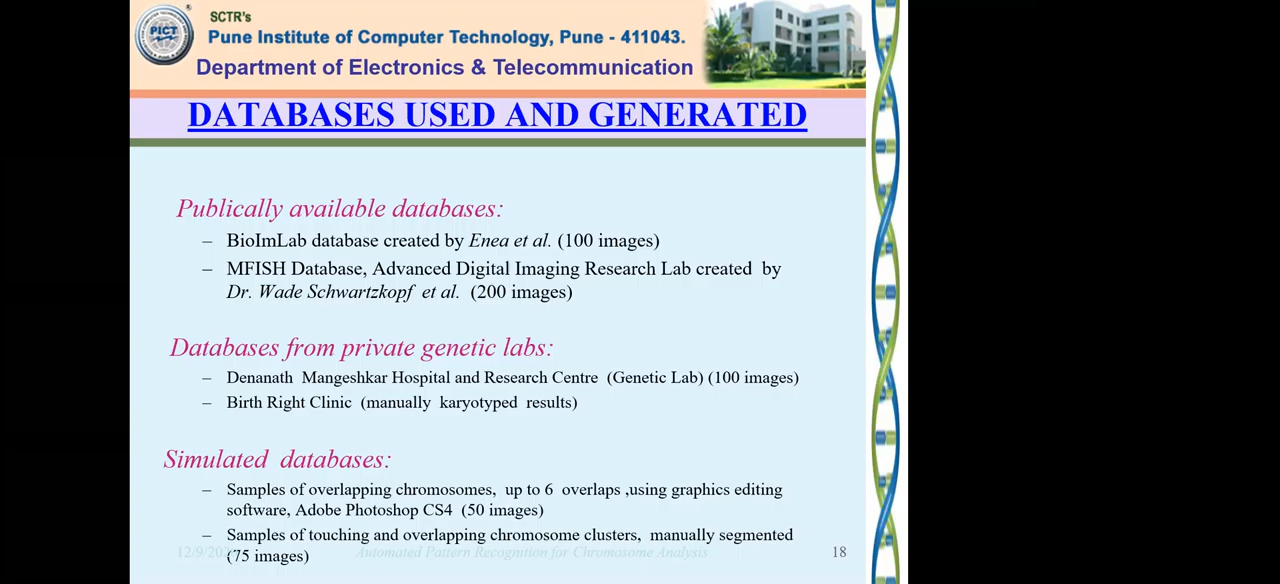 SCTR's
PICT
Pune Institute of Computer Technology, Pune - 411043.
Department of Electronics & Telecommunication
DATABASES USED AND GENERATED
Publically available databases:
– BioImLab database created by Enea et al. (100 images)
– MFISH Database, Advanced Digital Imaging Research Lab created by
Dr. Wade Schwartzkopf et al. (200 images)
Databases from private genetic labs:
– Denanath Mangeshkar Hospital and Research Centre (Genetic Lab) (100 images)
– Birth Right Clinic (manually karyotyped results)
Simulated databases:
– Samples of overlapping chromosomes, up to 6 overlaps ,using graphics editing
software, Adobe Photoshop CS4 (50 images)
– Samples of touching and overlapping chromosome clusters, manually segmented
(75 images)
Automated Pattern Recognition for Chromosome Analysis
18